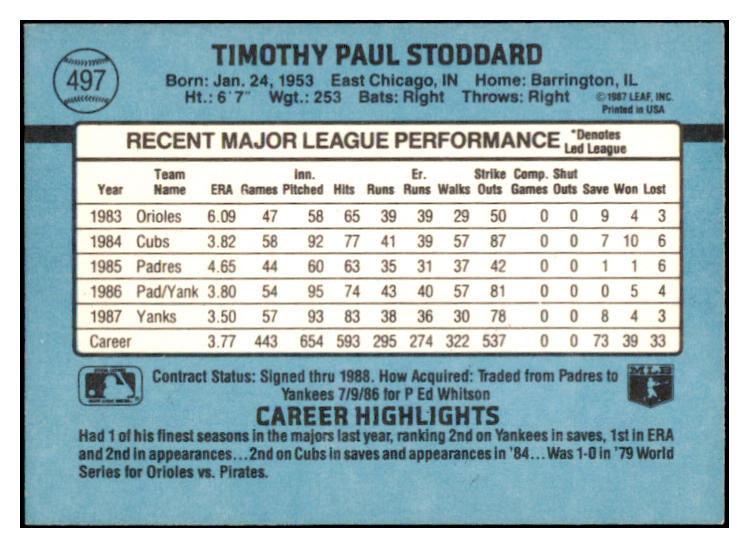 497
TIMOTHY PAUL STODDARD
Born: Jan. 24, 1953 East Chicago, IN Home: Barrington, IL
Ht.: 6'7" Wgt.: 253 Bats: Right Throws: Right
©1987 LEAF, INC.
Printed in USA
RECENT MAJOR LEAGUE PERFORMANCE *Denotes Led League
Year Team Name ERA Games Inn. Pitched Hits Runs Er. Runs Walks Strike Outs Comp. Games Shut Outs Save Won Lost
1983 Orioles 6.09 47 58 65 39 39 29 50 0 0 9 4 3
1984 Cubs 3.82 58 92 77 41 39 57 87 0 0 7 10 6
1985 Padres 4.65 44 60 63 35 31 37 42 0 0 1 1 6
1986 Pad/Yank 3.80 54 95 74 43 40 57 81 0 0 0 5 4
1987 Yanks 3.50 57 93 83 38 36 30 78 0 0 8 4 3
Career 3.77 443 654 593 295 274 322 537 0 0 73 39 33
Contract Status: Signed thru 1988. How Acquired: Traded from Padres to
Yankees 7/9/86 for P Ed Whitson
MLB
CAREER HIGHLIGHTS
Had 1 of his finest seasons in the majors last year, ranking 2nd on Yankees in saves, 1st in ERA
and 2nd in appearances...2nd on Cubs in saves and appearances in '84...Was 1-0 in '79 World
Series for Orioles vs. Pirates.